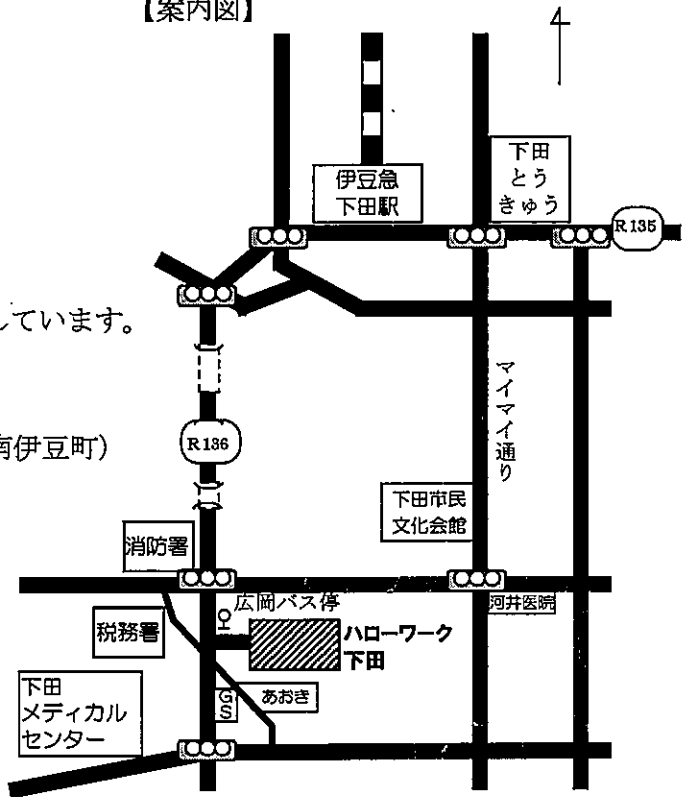 【案内図】
伊豆急
下田駅
下田
とう
きゅう
R135
しています。
マイマイ通り
南伊豆町)
R136
下田市民
文化会館
消防署
広岡バス停
河井医院
税務署
ハローワーク
下田
下田
メディカル
センター
GS
あおき